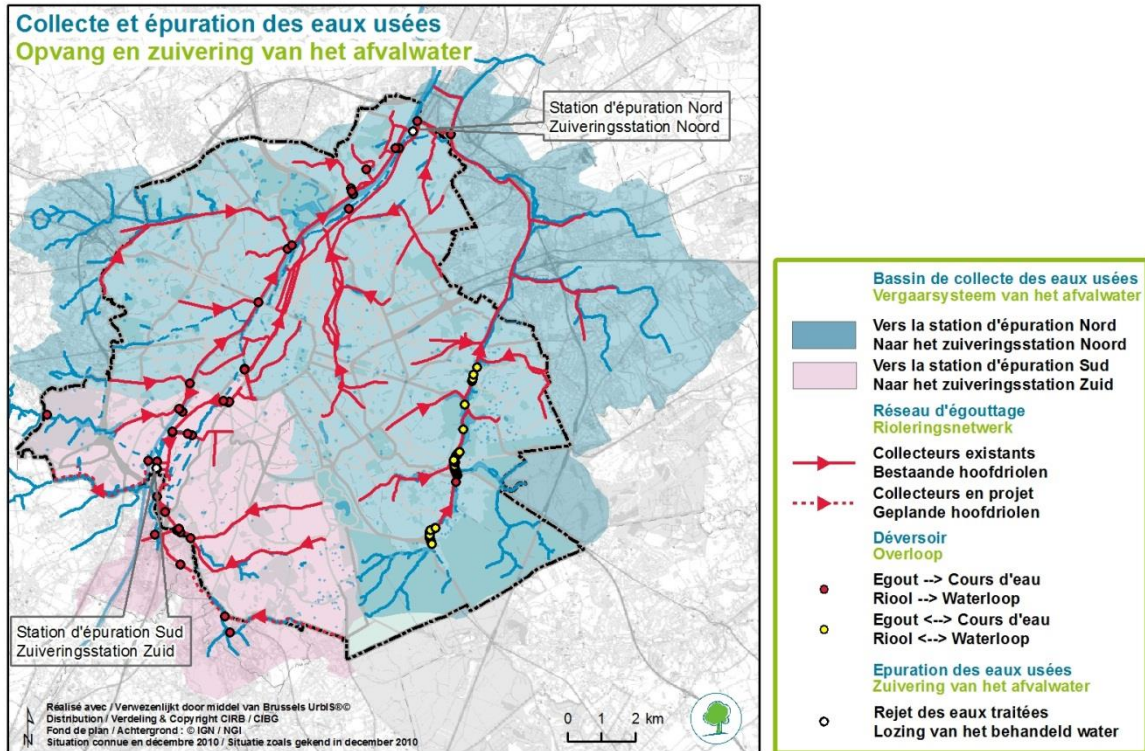 Collecte et épuration des eaux usées
Opvang en zuivering van het afvalwater
Station d'épuration Nord
Zuiveringsstation Noord
Station d'épuration Sud
Zuiveringsstation Zuid
N
Réalisé avec / Verwezenlijkt door middel van Brussels UrbIS®©
Distribution / Verdeling & Copyright CIRB / CIBG
Fond de plan / Achtergrond : © IGN / NGI
Situation connue en décembre 2010 / Situatie zoals gekend in december 2010
0 1 2 km
Bassin de collecte des eaux usées
Vergaarsysteem van het afvalwater
Vers la station d'épuration Nord
Naar het zuiveringsstation Noord
Vers la station d'épuration Sud
Naar het zuiveringsstation Zuid
Réseau d'égouttage
Rioleringsnetwerk
Collecteurs existants
Bestaande hoofdriolen
Collecteurs en projet
Geplande hoofdriolen
Déversoir
Overloop
Egout --> Cours d'eau
Riool --> Waterloop
Egout <--> Cours d'eau
Riool <--> Waterloop
Epuration des eaux usées
Zuivering van het afvalwater
Rejet des eaux traitées
Lozing van het behandeld water